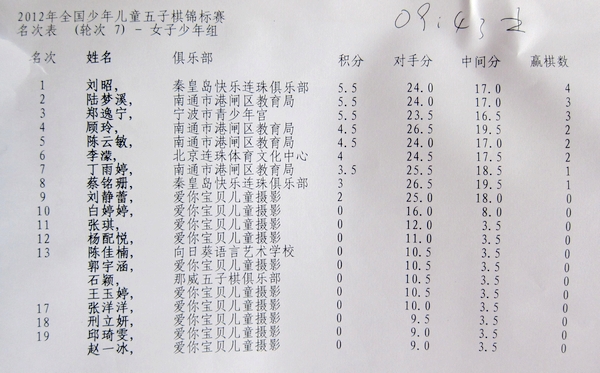 2012年全国少年儿童五子棋锦标赛
名次表 (轮次 7) - 女子少年组
09:43
名次 姓名 俱乐部 积分 对手分 中间分 赢棋数
1 刘昭, 秦皇岛快乐连珠俱乐部 5.5 24.0 17.0 4
2 陆梦溪, 南通市港闸区教育局 5.5 24.0 17.0 3
3 郑逸宁, 宁波市青少年宫 5.5 23.5 16.5 3
4 顾玲, 南通市港闸区教育局 4.5 26.5 19.5 2
5 陈云敏, 南通市港闸区教育局 4.5 24.0 17.0 2
6 李濛, 北京连珠体育文化中心 4 24.5 17.5 2
7 丁雨婷, 南通市港闸区教育局 3.5 25.5 18.5 1
8 蔡铭珊, 秦皇岛快乐连珠俱乐部 3 26.5 19.5 1
9 刘静蕾, 爱你宝贝儿童摄影 2 25.0 18.0 0
10 白婷婷, 爱你宝贝儿童摄影 0 16.0 8.0 0
11 张琪, 爱你宝贝儿童摄影 0 12.0 3.5 0
12 杨配悦, 爱你宝贝儿童摄影 0 11.0 3.5 0
13 陈佳楠, 向日葵语言艺术学校 0 10.5 3.5 0
郭宇涵, 爱你宝贝儿童摄影 0 10.5 3.5 0
石颖, 那威五子棋俱乐部 0 10.5 3.5 0
王玉婷, 爱你宝贝儿童摄影 0 10.5 3.5 0
17 张洋洋, 爱你宝贝儿童摄影 0 10.0 3.5 0
18 刑立妍, 爱你宝贝儿童摄影 0 9.5 3.5 0
19 邱琦雯, 爱你宝贝儿童摄影 0 9.0 3.5 0
赵一冰, 爱你宝贝儿童摄影 0 9.0 3.5 0